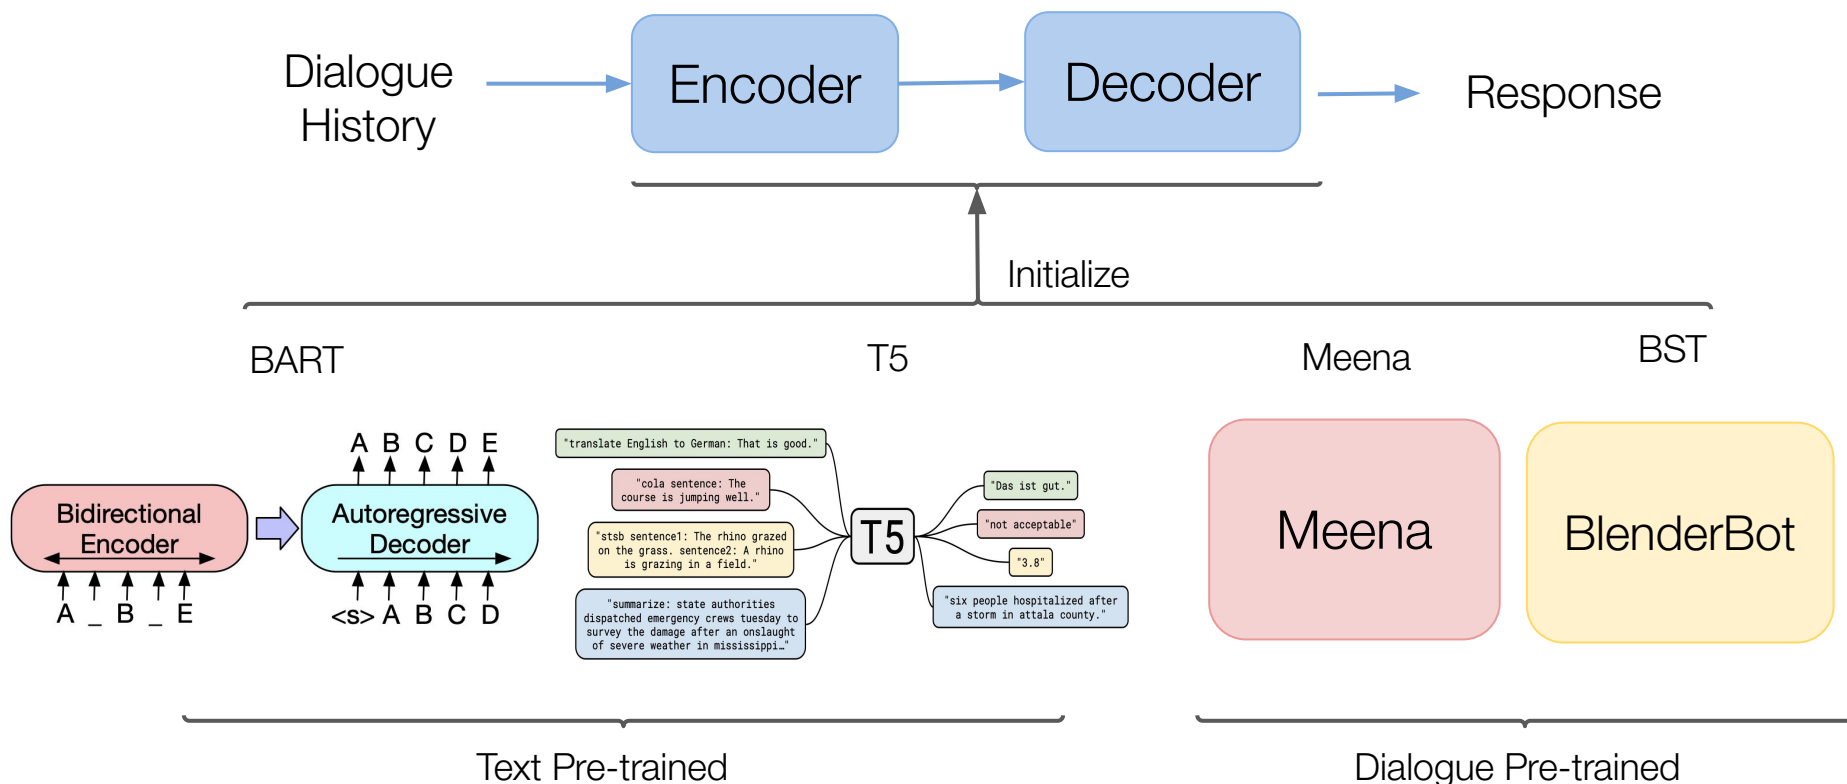 Dialogue
History
Encoder
Decoder
Response
Initialize
BART
T5
Meena
BST
A B C D E
Bidirectional
Encoder
Autoregressive
Decoder
A _ B _ E
<s> A B C D
"translate English to German: That is good."
"cola sentence: The
course is jumping well."
"stsb sentence1: The rhino grazed
on the grass. sentence2: A rhino
is grazing in a field."
"summarize: state authorities
dispatched emergency crews tuesday to
survey the damage after an onslaught
of severe weather in mississippi…"
T5
"Das ist gut."
"not acceptable"
"3.8"
"six people hospitalized after
a storm in attala county."
Meena
BlenderBot
Text Pre-trained
Dialogue Pre-trained